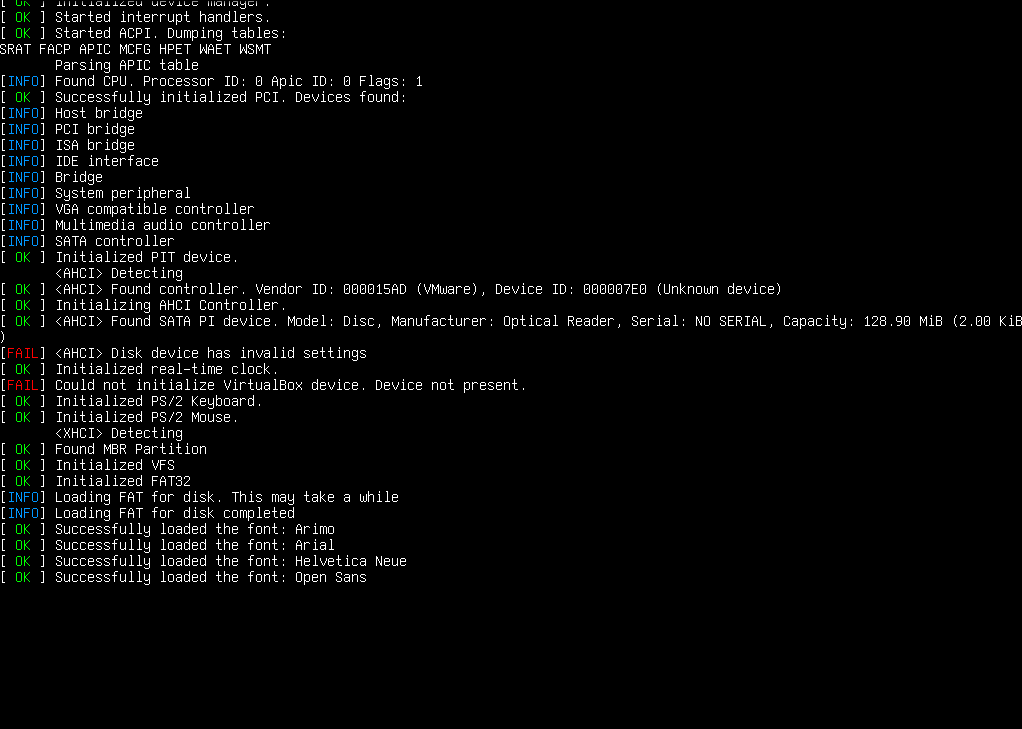 [ OK ] Initialized device manager.
[ OK ] Started interrupt handlers.
[ OK ] Started ACPI. Dumping tables:
SRAT FACP APIC MCFG HPET WAET WSMT
Parsing APIC table
[INFO] Found CPU. Processor ID: 0 Apic ID: 0 Flags: 1
[ OK ] Successfully initialized PCI. Devices found:
[INFO] Host bridge
[INFO] PCI bridge
[INFO] ISA bridge
[INFO] IDE interface
[INFO] Bridge
[INFO] System peripheral
[INFO] VGA compatible controller
[INFO] Multimedia audio controller
[INFO] SATA controller
[ OK ] Initialized PIT device.
<AHCI> Detecting
[ OK ] <AHCI> Found controller. Vendor ID: 000015AD (VMware), Device ID: 000007E0 (Unknown device)
[ OK ] Initializing AHCI Controller.
[ OK ] <AHCI> Found SATA PI device. Model: Disc, Manufacturer: Optical Reader, Serial: NO SERIAL, Capacity: 128.90 MiB (2.00 KiB
)
[FAIL] <AHCI> Disk device has invalid settings
[ OK ] Initialized real-time clock.
[FAIL] Could not initialize VirtualBox device. Device not present.
[ OK ] Initialized PS/2 Keyboard.
[ OK ] Initialized PS/2 Mouse.
<XHCI> Detecting
[ OK ] Found MBR Partition
[ OK ] Initialized VFS
[ OK ] Initialized FAT32
[INFO] Loading FAT for disk. This may take a while
[INFO] Loading FAT for disk completed
[ OK ] Successfully loaded the font: Arimo
[ OK ] Successfully loaded the font: Arial
[ OK ] Successfully loaded the font: Helvetica Neue
[ OK ] Successfully loaded the font: Open Sans